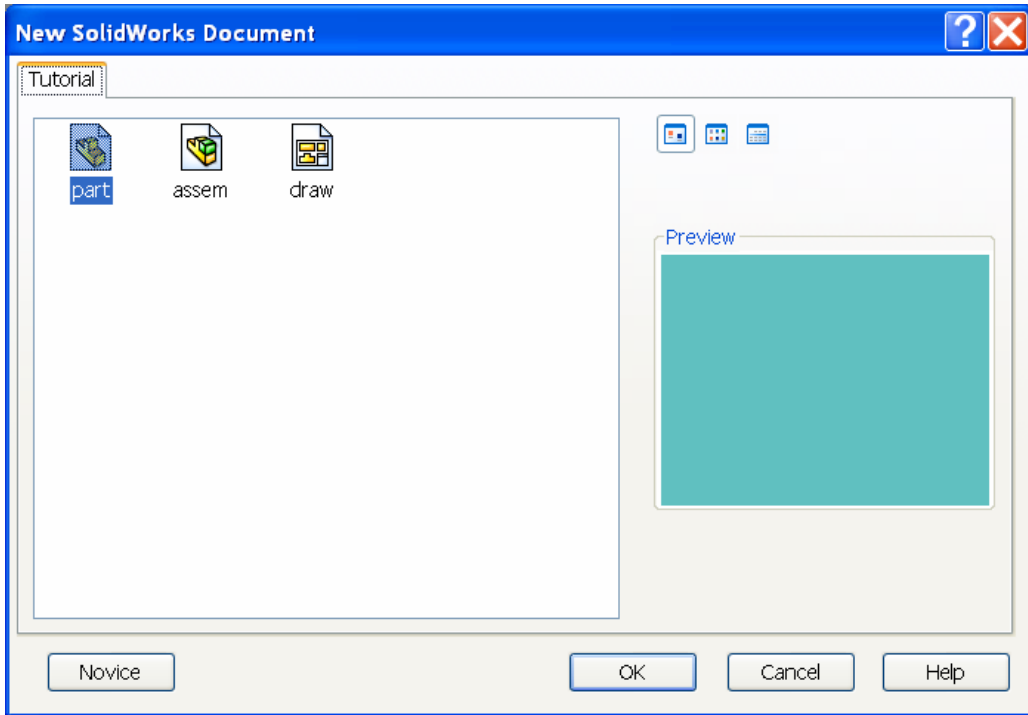 New SolidWorks Document
Tutorial
part assem draw
Preview
Novice OK Cancel Help